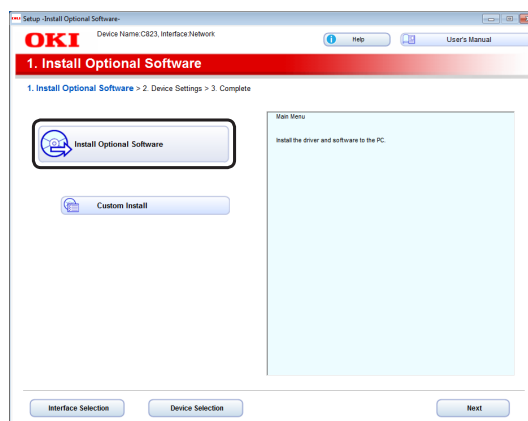 OKI Setup -Install Optional Software-
OKI
Device Name:C823, Interface:Network
Help
User's Manual
1. Install Optional Software
1. Install Optional Software > 2. Device Settings > 3. Complete
Install Optional Software
Custom Install
Main Menu
Install the driver and software to the PC.
Interface Selection
Device Selection
Next